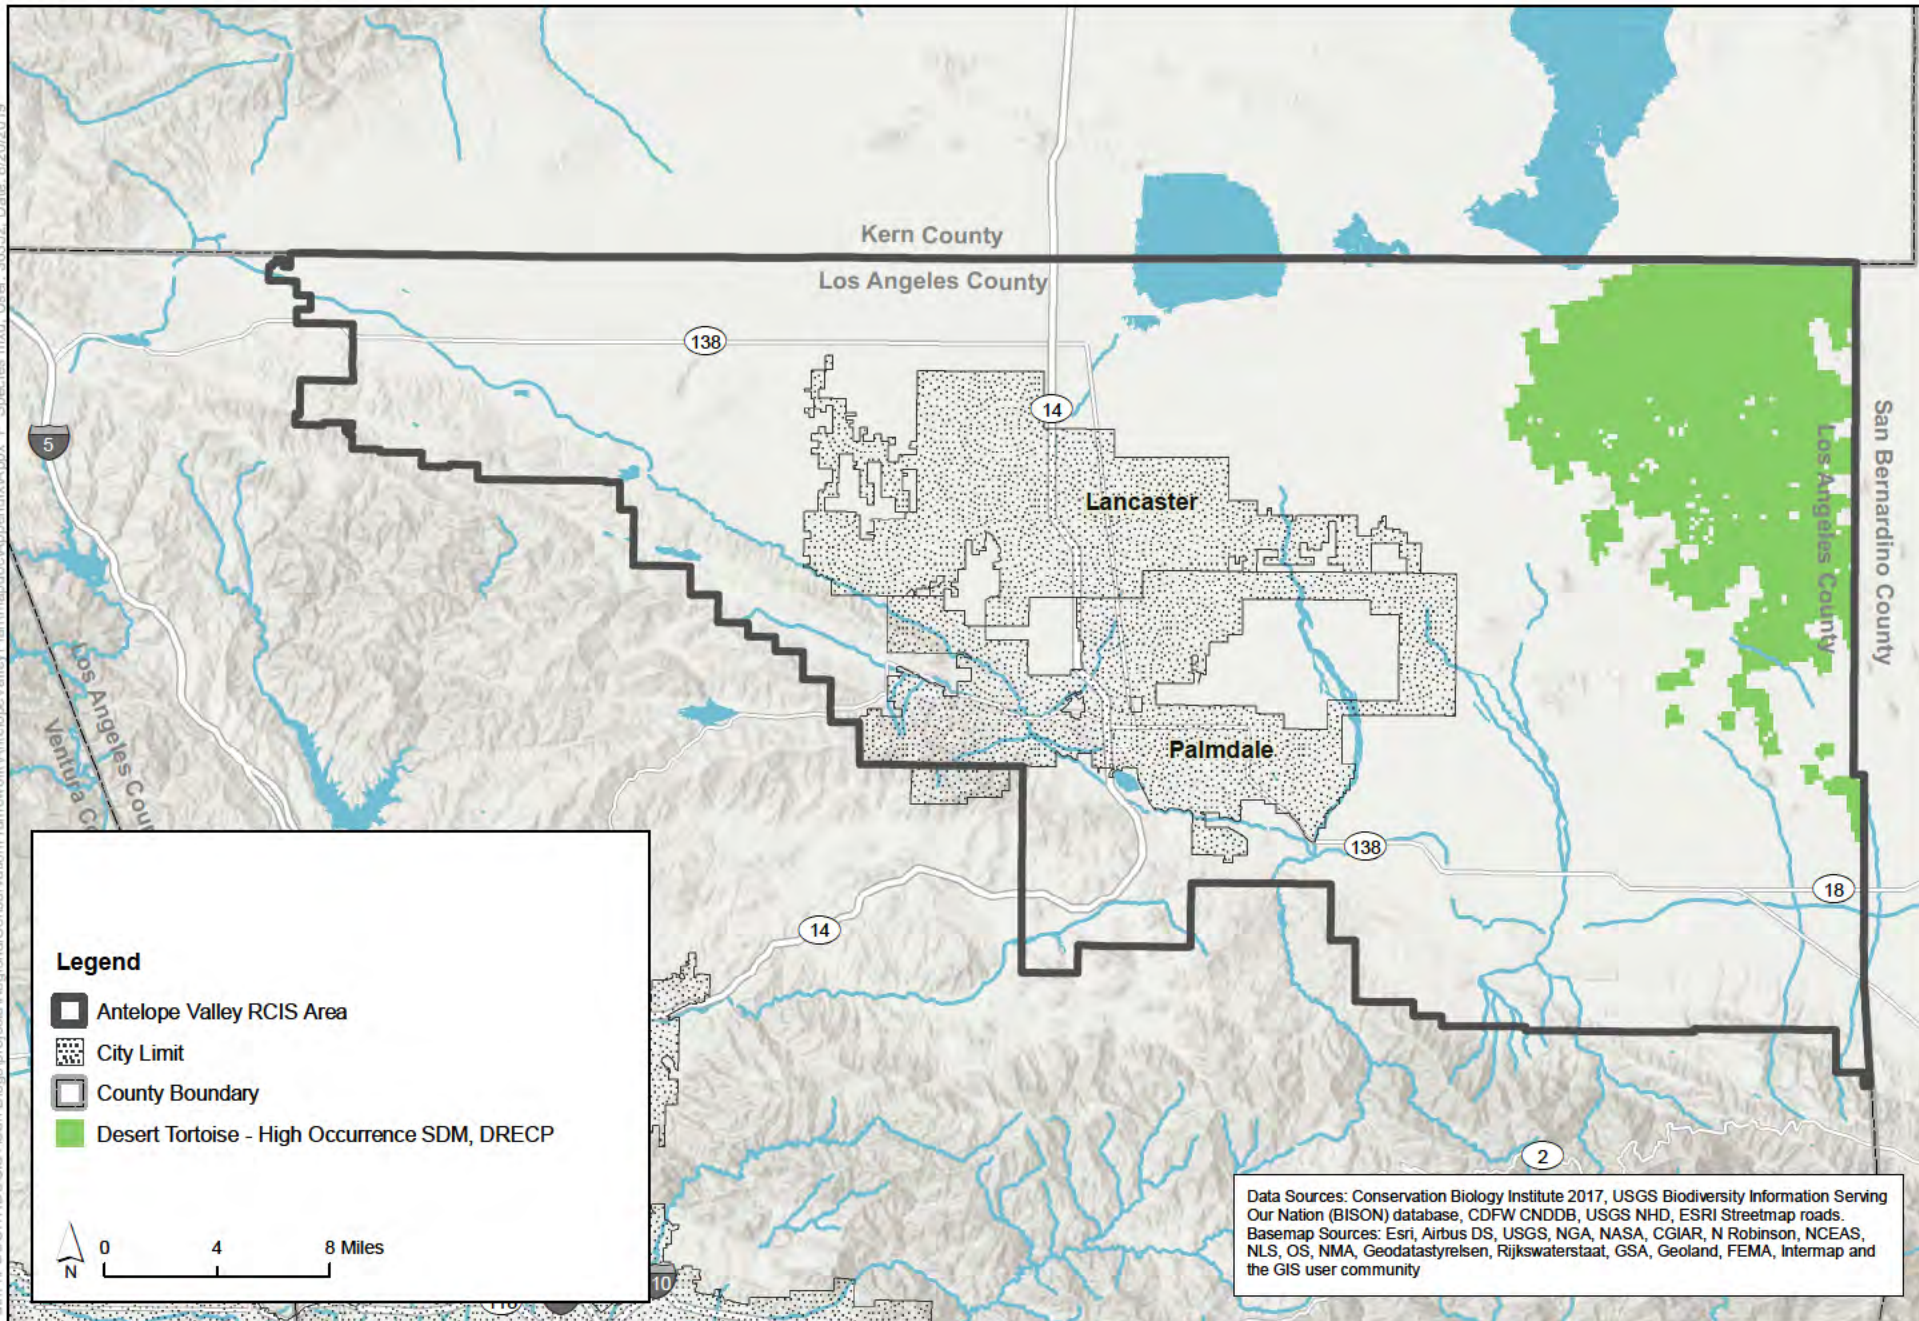 Kern County
Los Angeles County
138
14
5
Lancaster
Los Angeles County
San Bernardino County
Palmdale
Los Angeles Coun
Ventura Co
138
18
14
2
10
Legend
Antelope Valley RCIS Area
City Limit
County Boundary
Desert Tortoise - High Occurrence SDM, DRECP
N
0 4 8 Miles
Data Sources: Conservation Biology Institute 2017, USGS Biodiversity Information Serving
Our Nation (BISON) database, CDFW CNDDB, USGS NHD, ESRI Streetmap roads.
Basemap Sources: Esri, Airbus DS, USGS, NGA, NASA, CGIAR, N Robinson, NCEAS,
NLS, OS, NMA, Geodatastyrelsen, Rijkswaterstaat, GSA, Geoland, FEMA, Intermap and
the GIS user community